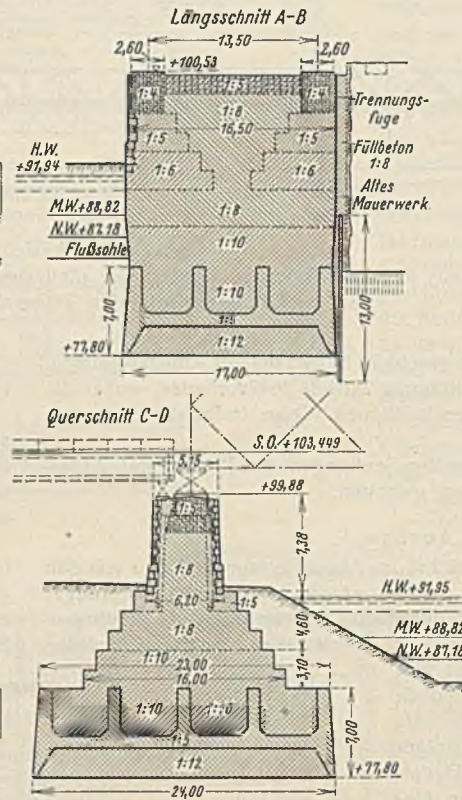 Längsschnitt A-B
13,50
2,60
2,60
+100,53
1:4
1:5
1:4
1:8
16,50
1:5
1:5
1:6
1:6
Trennungs-
fuge
Füllbeton
1:8
Altes
Mauerwerk
H.W.
+91,94
M.W.+88,82
N.W.+87,18
Flußsohle
1:8
1:10
1:10
7,00
1:5
1:12
+77,80
13,00
17,00
Querschnitt C-D
S.O.+103,449
5,15
+99,88
1:5
7,38
1:8
6,20
1:5
H.W.+91,95
1:8
4,60
M.W.+88,82
N.W.+87,18
1:10
23,00
16,00
3,10
1:10
1:10
7,00
1:5
1:12
+77,80
24,00